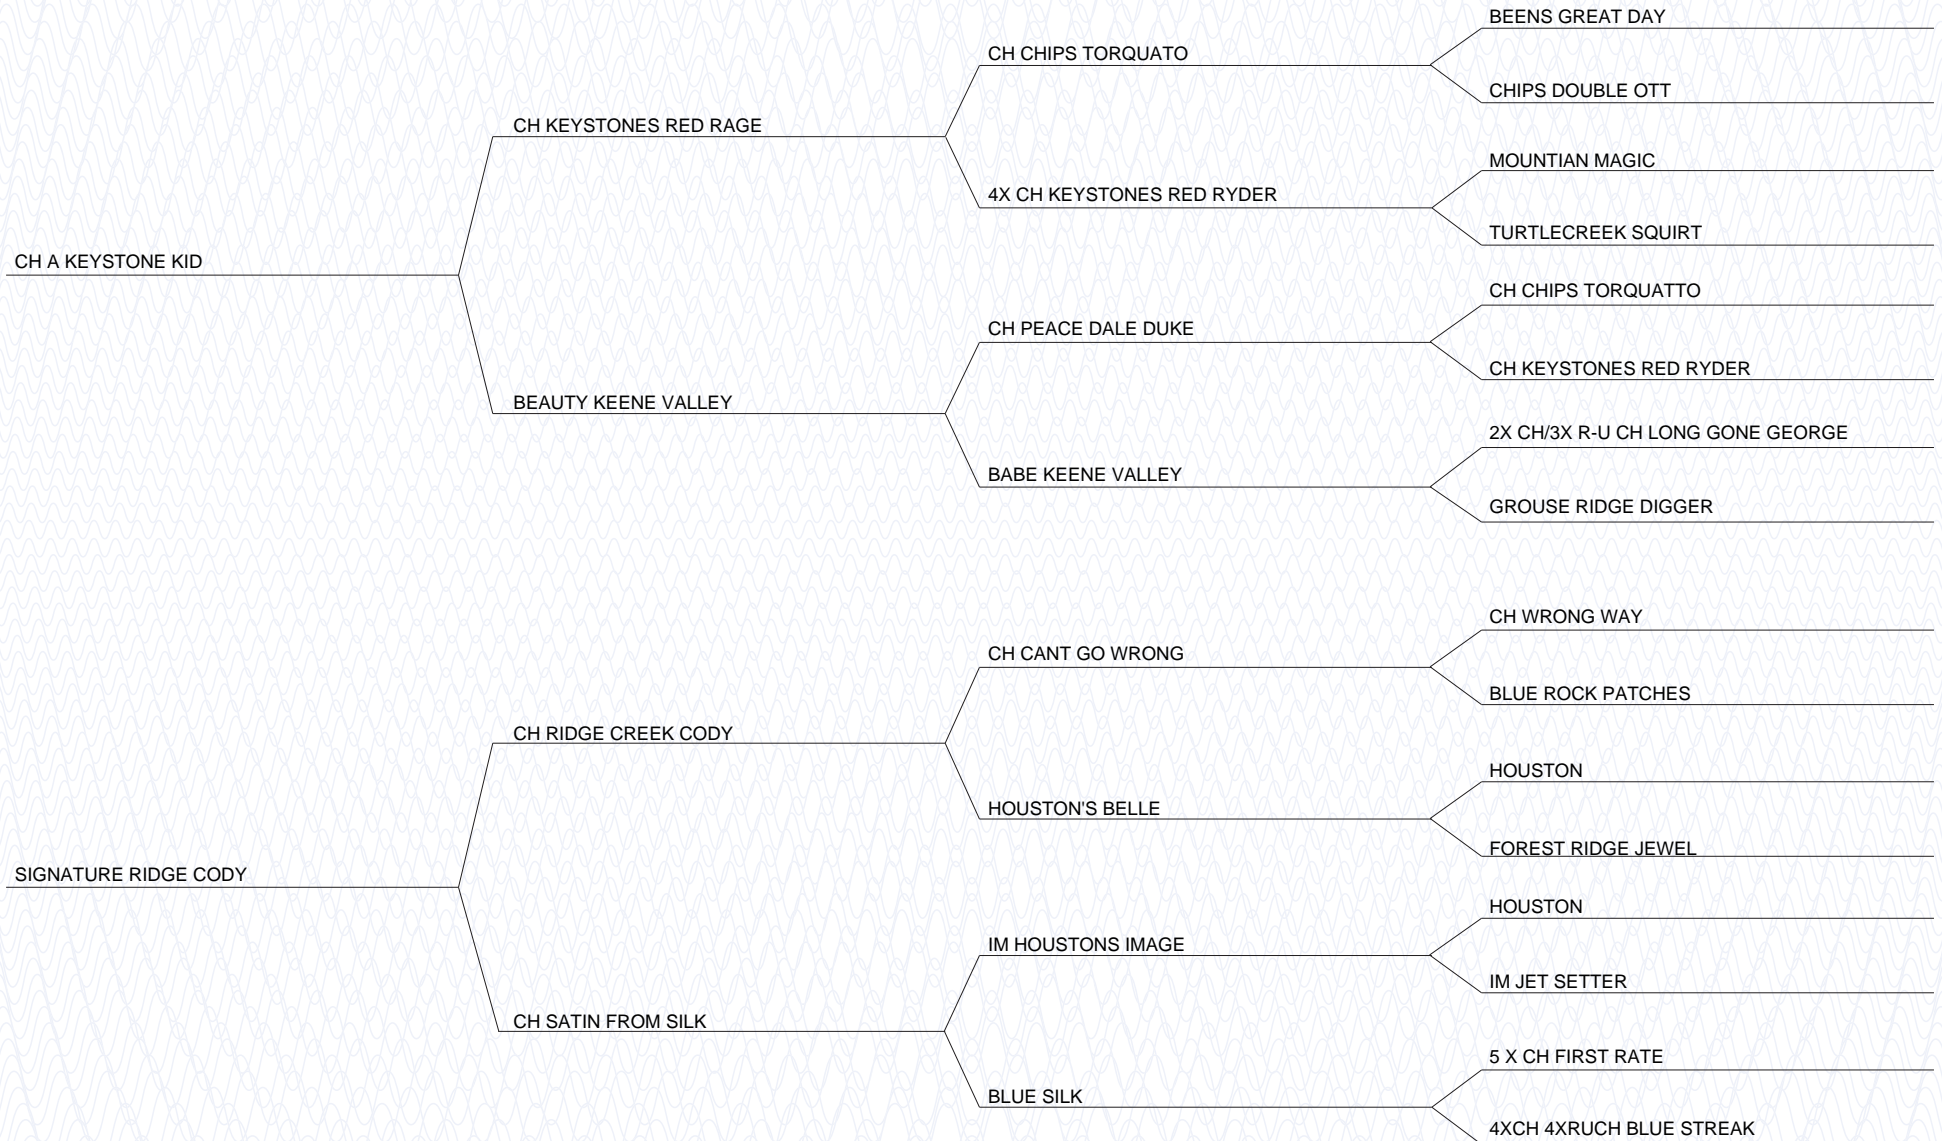 BEENS GREAT DAY
CH CHIPS TORQUATO
CHIPS DOUBLE OTT
CH KEYSTONES RED RAGE
MOUNTIAN MAGIC
4X CH KEYSTONES RED RYDER
TURTLECREEK SQUIRT
CH A KEYSTONE KID
CH CHIPS TORQUATTO
CH PEACE DALE DUKE
CH KEYSTONES RED RYDER
BEAUTY KEENE VALLEY
2X CH/3X R-U CH LONG GONE GEORGE
BABE KEENE VALLEY
GROUSE RIDGE DIGGER
CH WRONG WAY
CH CANT GO WRONG
BLUE ROCK PATCHES
CH RIDGE CREEK CODY
HOUSTON
HOUSTON'S BELLE
FOREST RIDGE JEWEL
SIGNATURE RIDGE CODY
HOUSTON
IM HOUSTONS IMAGE
IM JET SETTER
CH SATIN FROM SILK
5 X CH FIRST RATE
BLUE SILK
4XCH 4XRUCH BLUE STREAK